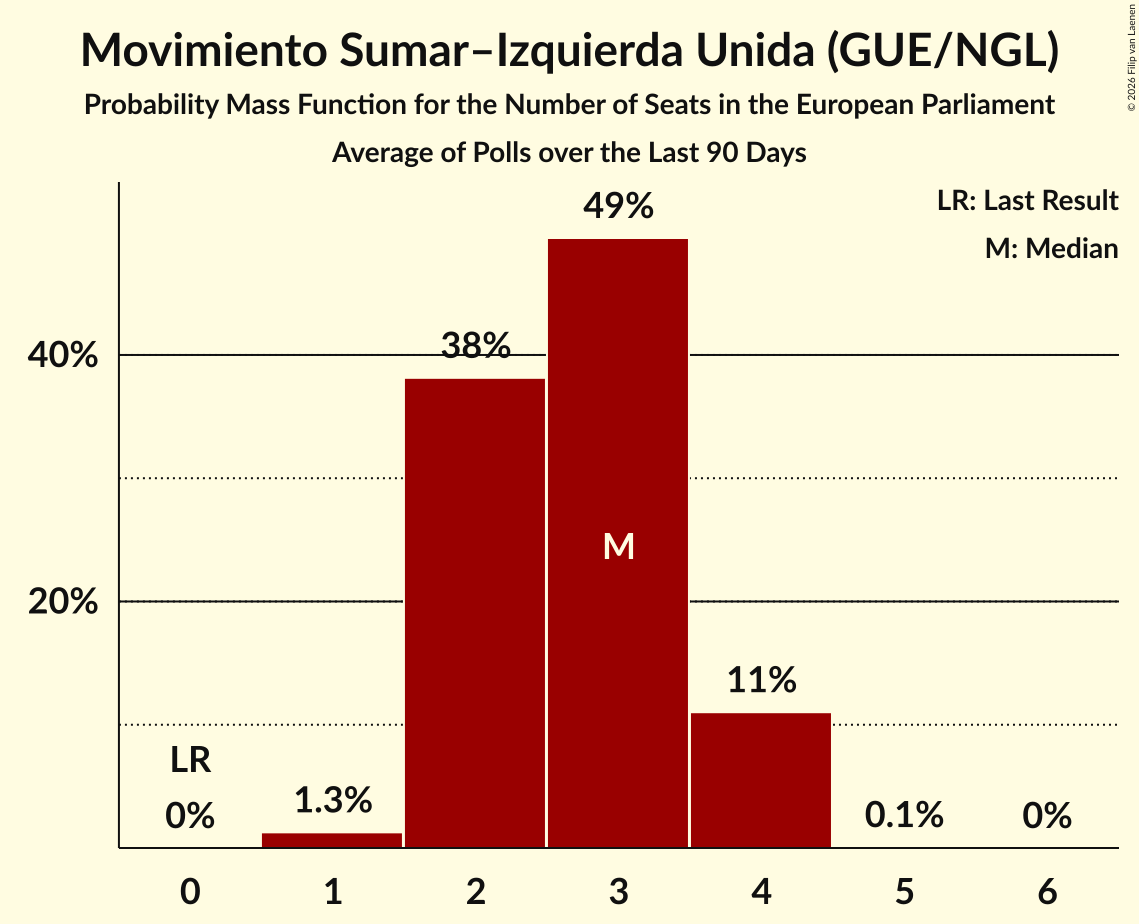 Movimiento Sumar–Izquierda Unida (GUE/NGL)
Probability Mass Function for the Number of Seats in the European Parliament
Average of Polls over the Last 90 Days
© 2026 Filip van Laenen
LR: Last Result
M: Median
49%
38%
40%
M
20%
11%
LR
0%
1.3%
0.1%
0%
0 1 2 3 4 5 6